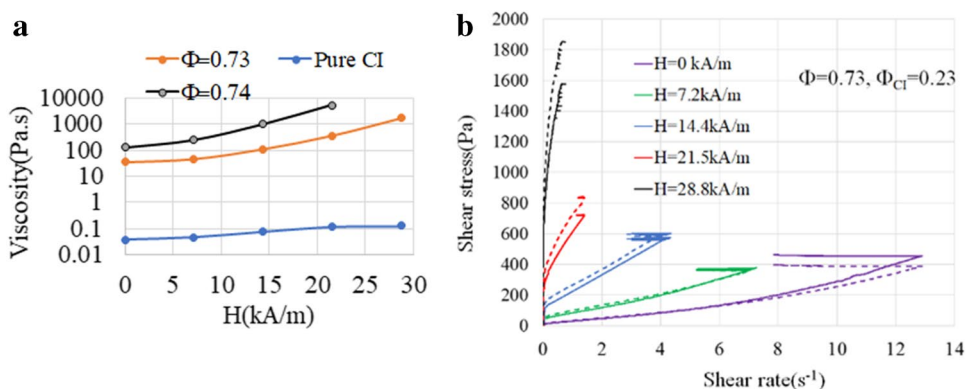 a
Φ=0.73
Pure CI
Φ=0.74
10000
1000
100
10
1
0.1
0.01
Viscosity(Pa.s)
0 5 10 15 20 25 30
H(kA/m)
b
2000
1800
1600
1400
1200
1000
800
600
400
200
0
Shear stress(Pa)
H=0 kA/m
H=7.2kA/m
H=14.4kA/m
H=21.5kA/m
H=28.8kA/m
Φ=0.73, Φ_CI=0.23
0 2 4 6 8 10 12 14
Shear rate(s⁻¹)